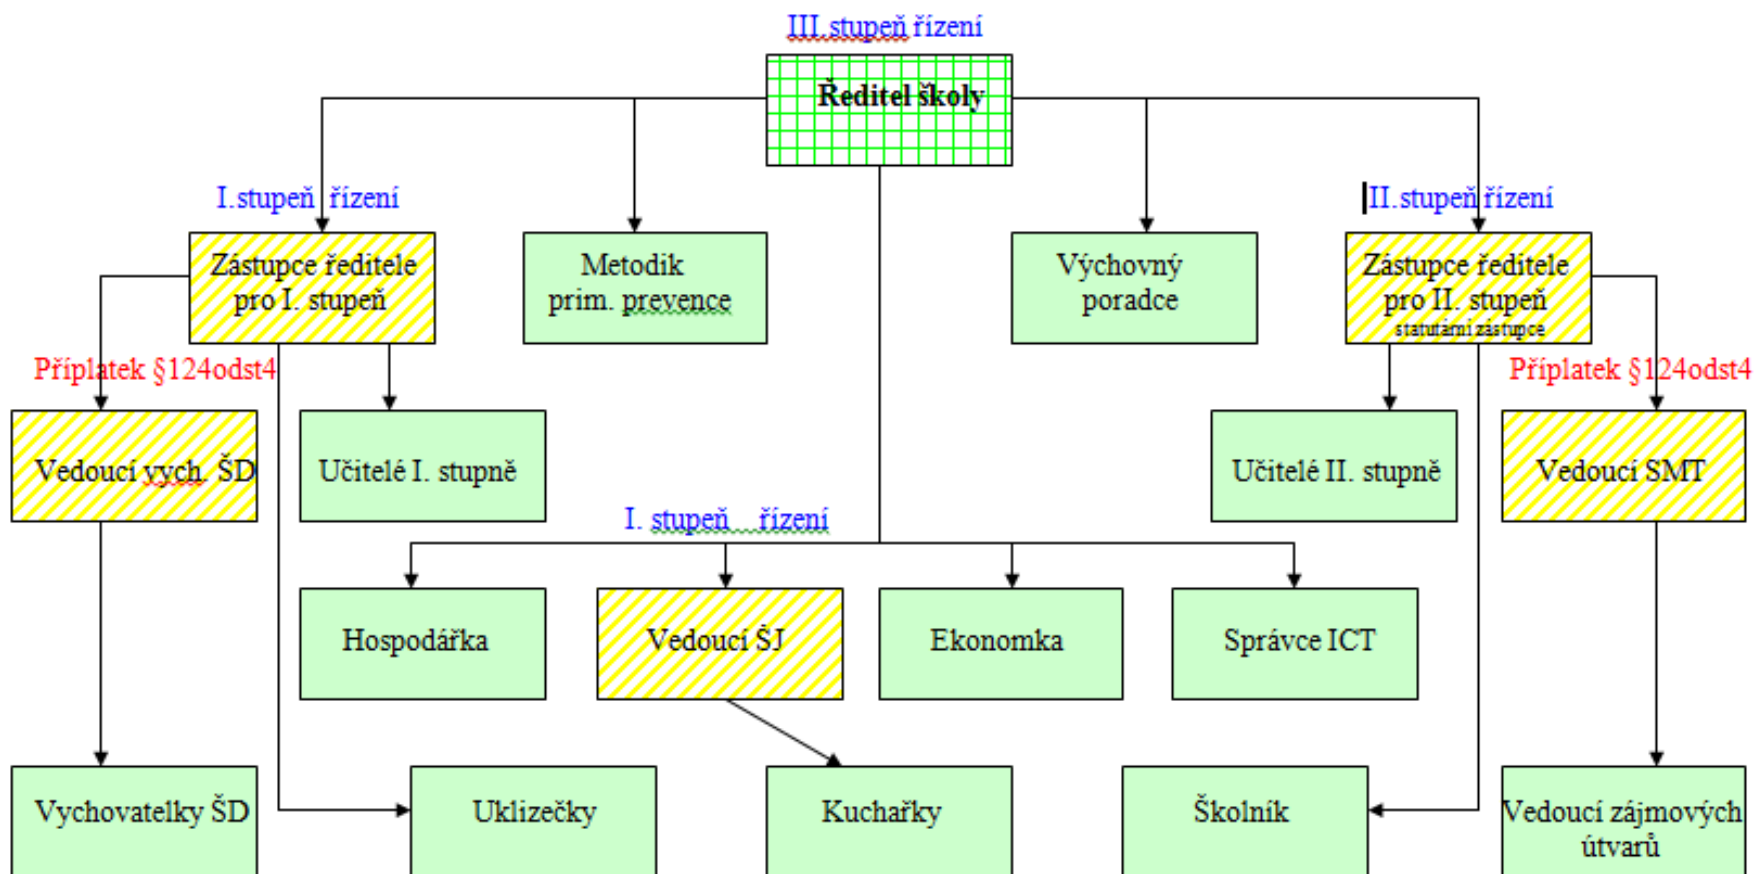 III.stupeň řízení
Ředitel školy
I.stupeň řízení
II.stupeň řízení
Zástupce ředitele
pro I. stupeň
Metodik
prim. prevence
Výchovný
poradce
Zástupce ředitele
pro II. stupeň
statutární zástupce
Příplatek §124odst4
Příplatek §124odst4
Vedoucí vych. ŠD
Učitelé I. stupně
Učitelé II. stupně
Vedoucí SMT
I. stupeň řízení
Hospodářka
Vedoucí ŠJ
Ekonomka
Správce ICT
Vychovatelky ŠD
Uklizečky
Kuchařky
Školník
Vedoucí zájmových
útvarů